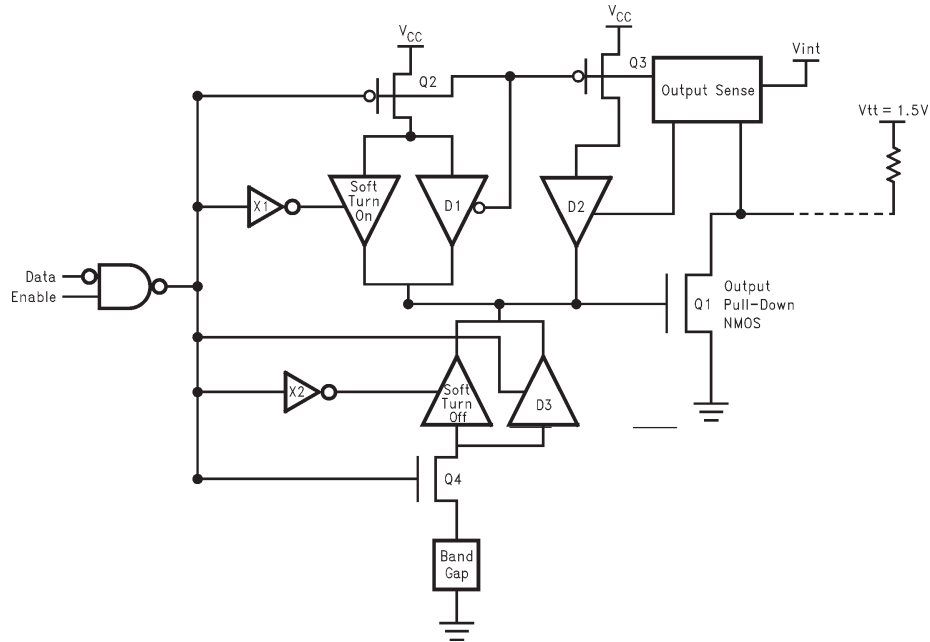 V_CC
V_CC
Q2
Q3
Output Sense
Vint
Vtt = 1.5V
X1
Soft
Turn
On
D1
D2
Data
Enable
Q1
Output
Pull-Down
NMOS
X2
Soft
Turn
Off
D3
Q4
Band
Gap